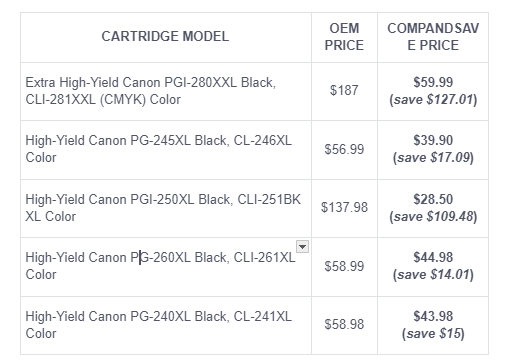 CARTRIDGE MODEL
OEM
PRICE
COMPANDSAV
E PRICE
Extra High-Yield Canon PGI-280XXL Black,
CLI-281XXL (CMYK) Color
$187
$59.99
(save $127.01)
High-Yield Canon PG-245XL Black, CL-246XL
Color
$56.99
$39.90
(save $17.09)
High-Yield Canon PGI-250XL Black, CLI-251BK
XL Color
$137.98
$28.50
(save $109.48)
High-Yield Canon PG-260XL Black, CLI-261XL
Color
$58.99
$44.98
(save $14.01)
High-Yield Canon PG-240XL Black, CL-241XL
Color
$58.98
$43.98
(save $15)